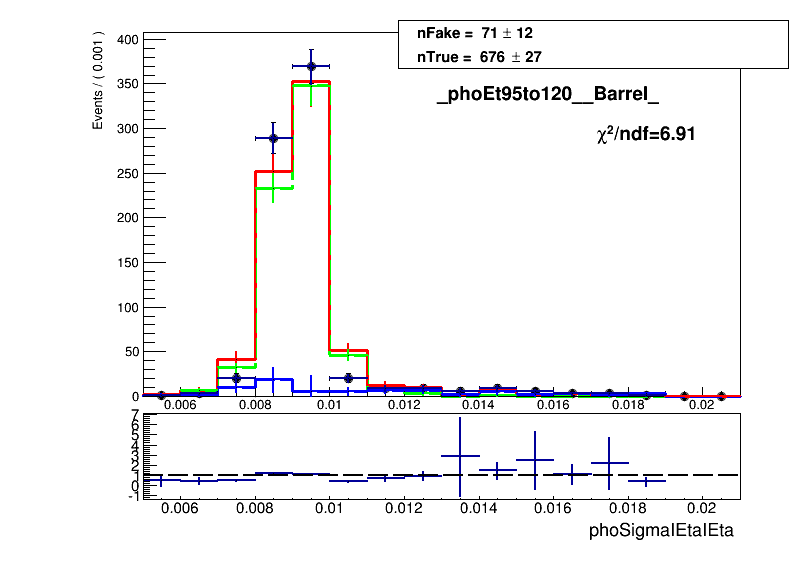 nFake = 71 ± 12
nTrue = 676 ± 27
_phoEt95to120__Barrel_
χ²/ndf=6.91
Events / ( 0.001 )
400
350
300
250
200
150
100
50
0
0.006 0.008 0.01 0.012 0.014 0.016 0.018 0.02
7
6
5
4
3
2
1
0
-1
0.006 0.008 0.01 0.012 0.014 0.016 0.018 0.02
phoSigmaIEtaIEta